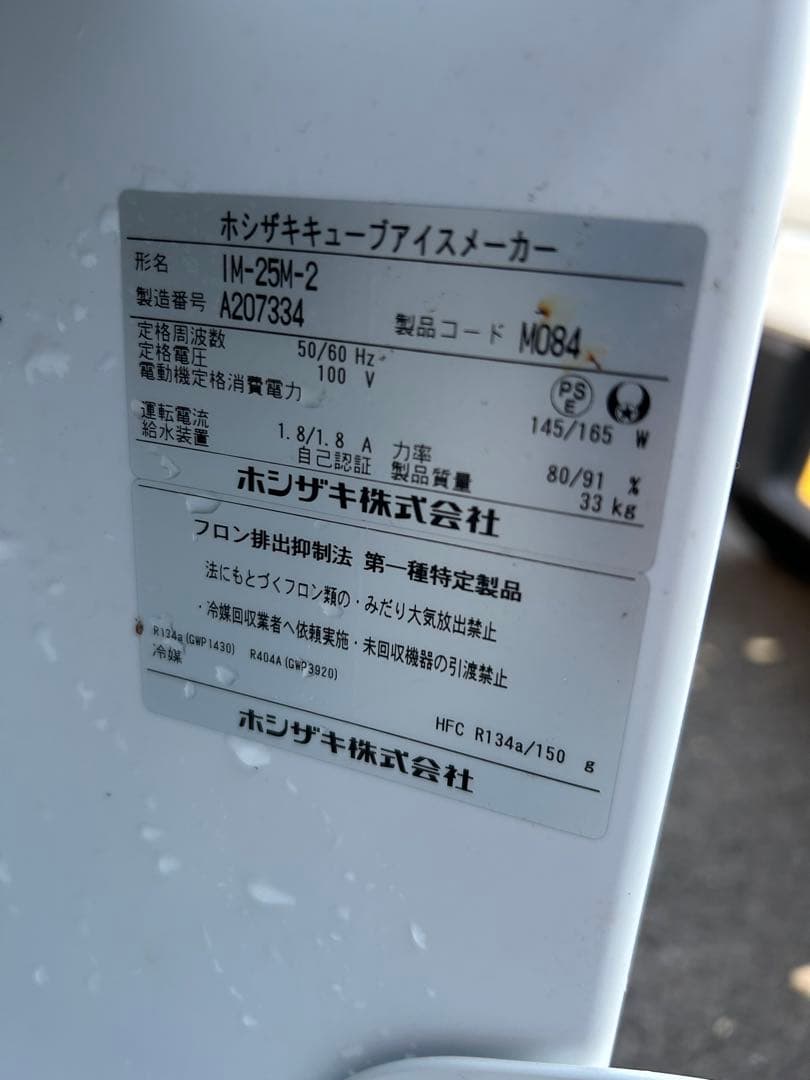 ホシザキキューブアイスメーカー
形名 IM-25M-2
製造番号 A207334 製品コード M084
定格周波数 50/60 Hz
定格電圧 100 V
電動機定格消費電力 145/165 W
PSE
運転電流 1.8/1.8 A 力率 80/91 %
給水装置 自己認証 製品質量 33 kg
ホシザキ株式会社
フロン排出抑制法 第一種特定製品
法にもとづくフロン類の・みだり大気放出禁止
・冷媒回収業者へ依頼実施・未回収機器の引渡禁止
R134a(GWP1430) R404A(GWP3920)
冷媒 HFC R134a/150 g
ホシザキ株式会社